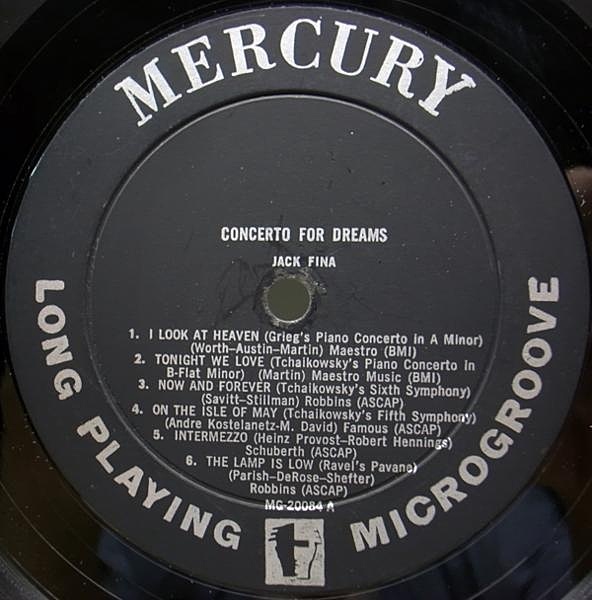 MERCURY
CONCERTO FOR DREAMS
JACK FINA
1. I LOOK AT HEAVEN (Grieg's Piano Concerto in A Minor)
(Worth-Austin-Martin) Maestro (BMI)
2. TONIGHT WE LOVE (Tchaikowsky's Piano Concerto in
B-Flat Minor) (Martin) Maestro Music (BMI)
3. NOW AND FOREVER (Tchaikowsky's Sixth Symphony)
(Savitt-Stillman) Robbins (ASCAP)
4. ON THE ISLE OF MAY (Tchaikowsky's Fifth Symphony)
(Andre Kostelanetz-M. David) Famous (ASCAP)
5. INTERMEZZO (Heinz Provost-Robert Hennings)
Schuberth (ASCAP)
6. THE LAMP IS LOW (Ravel's Pavane)
(Parish-DeRose-Shefter)
Robbins (ASCAP)
MG-20084 A
LONG PLAYING MICROGROOVE